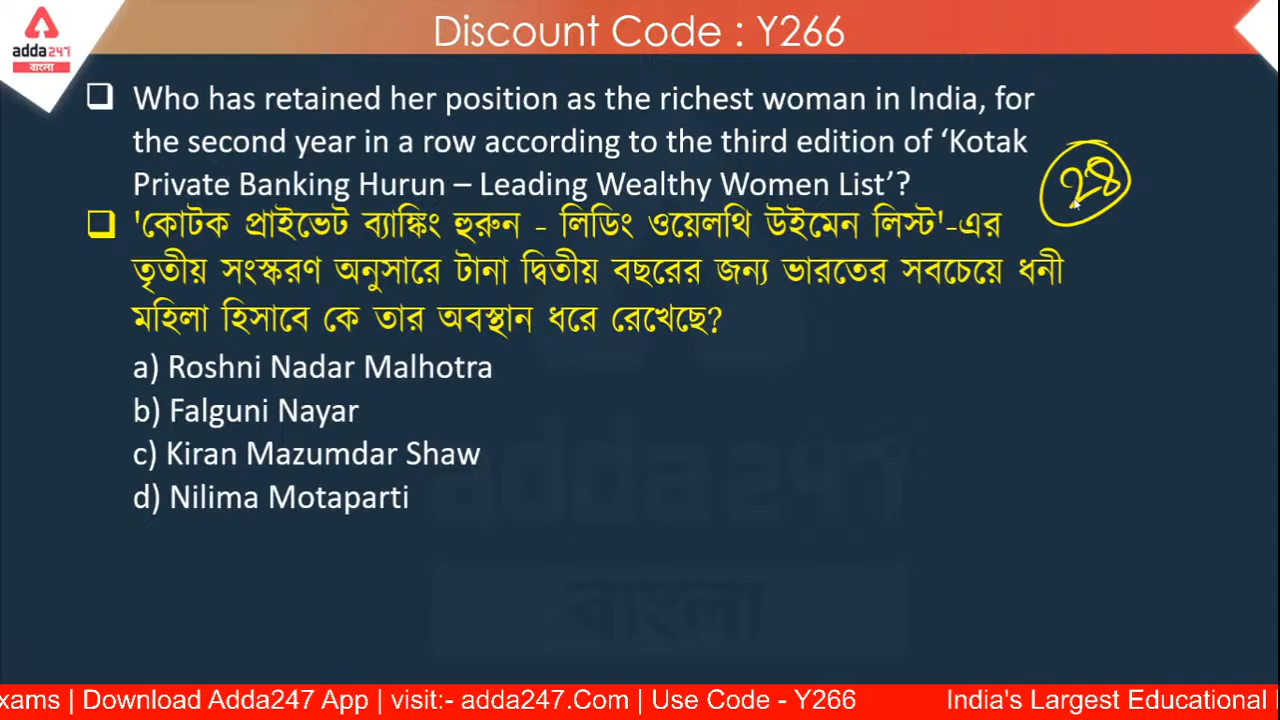 Discount Code : Y266
adda247
বাংলা
Who has retained her position as the richest woman in India, for
the second year in a row according to the third edition of ‘Kotak
Private Banking Hurun – Leading Wealthy Women List’?
28
'কোটক প্রাইভেট ব্যাঙ্কিং হুরুন - লিডিং ওয়েলথি উইমেন লিস্ট'-এর
তৃতীয় সংস্করণ অনুসারে টানা দ্বিতীয় বছরের জন্য ভারতের সবচেয়ে ধনী
মহিলা হিসাবে কে তার অবস্থান ধরে রেখেছে?
a) Roshni Nadar Malhotra
b) Falguni Nayar
c) Kiran Mazumdar Shaw
d) Nilima Motaparti
adda247
বাংলা
xams | Download Adda247 App | visit:- adda247.Com | Use Code - Y266 India's Largest Educational